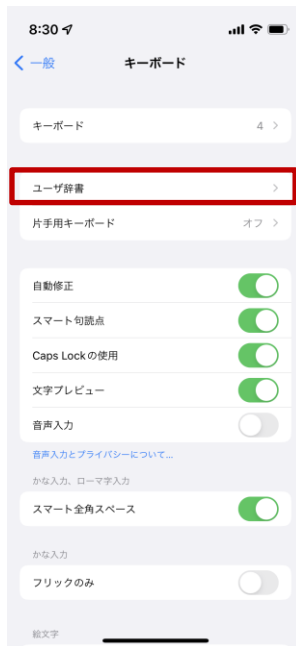 8:30
一般
キーボード
キーボード 4
ユーザ辞書
片手用キーボード オフ
自動修正
スマート句読点
Caps Lockの使用
文字プレビュー
音声入力
音声入力とプライバシーについて...
かな入力、ローマ字入力
スマート全角スペース
かな入力
フリックのみ
絵文字